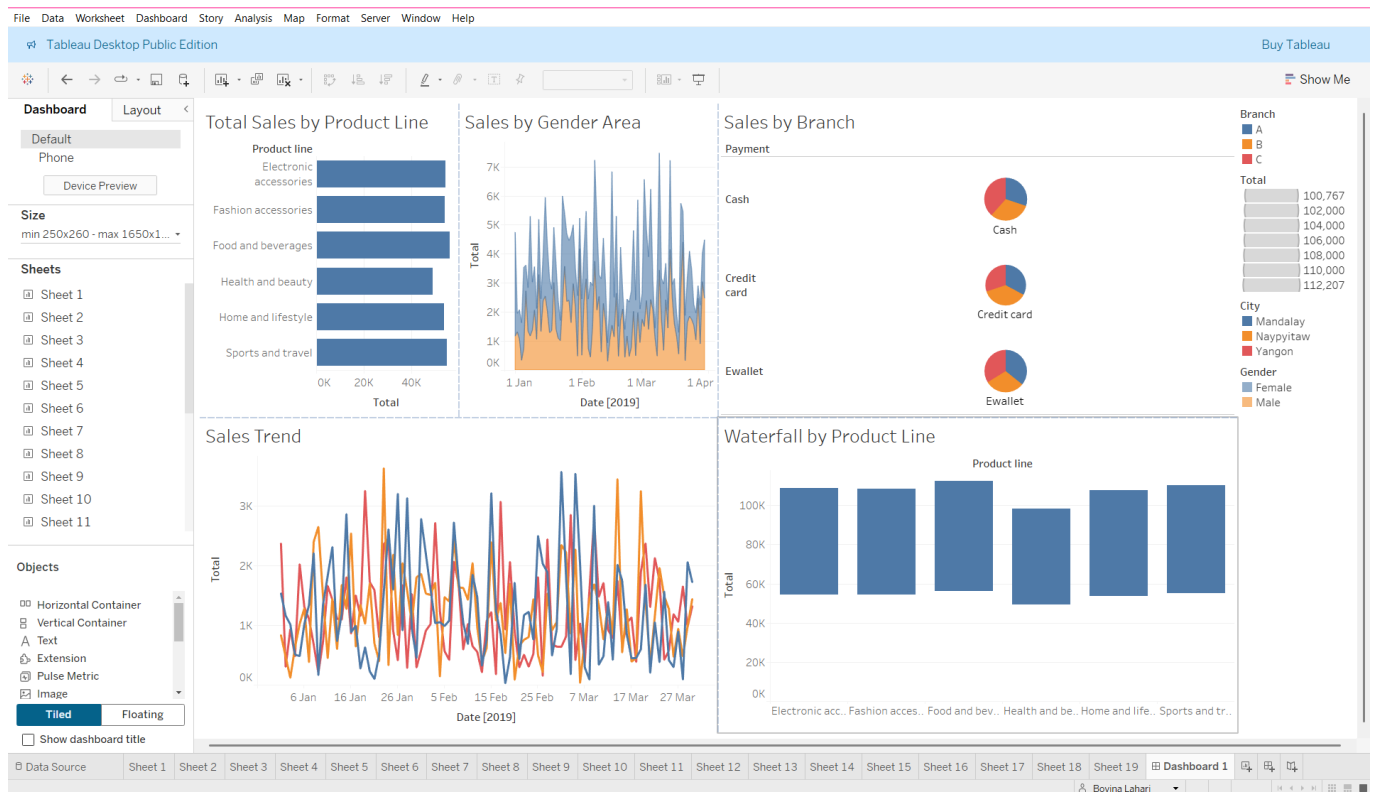 File Data Worksheet Dashboard Story Analysis Map Format Server Window Help
Tableau Desktop Public Edition
Buy Tableau
Show Me
Dashboard
Layout
Default
Phone
Device Preview
Size
min 250x260 - max 1650x1...
Sheets
Sheet 1
Sheet 2
Sheet 3
Sheet 4
Sheet 5
Sheet 6
Sheet 7
Sheet 8
Sheet 9
Sheet 10
Sheet 11
Objects
Horizontal Container
Vertical Container
Text
Extension
Pulse Metric
Image
Tiled
Floating
Show dashboard title
Total Sales by Product Line
Product line
Electronic
accessories
Fashion accessories
Food and beverages
Health and beauty
Home and lifestyle
Sports and travel
0K 20K 40K
Total
Sales by Gender Area
7K
6K
5K
4K
3K
2K
1K
0K
Total
1 Jan 1 Feb 1 Mar 1 Apr
Date [2019]
Sales by Branch
Payment
Cash
Cash
Credit
card
Credit card
Ewallet
Ewallet
Branch
A
B
C
Total
100,767
102,000
104,000
106,000
108,000
110,000
112,207
City
Mandalay
Naypyitaw
Yangon
Gender
Female
Male
Sales Trend
3K
2K
1K
0K
Total
6 Jan 16 Jan 26 Jan 5 Feb 15 Feb 25 Feb 7 Mar 17 Mar 27 Mar
Date [2019]
Waterfall by Product Line
Product line
100K
80K
60K
40K
20K
0K
Total
Electronic acc.. Fashion acces.. Food and bev.. Health and be.. Home and life.. Sports and tr..
Data Source Sheet 1 Sheet 2 Sheet 3 Sheet 4 Sheet 5 Sheet 6 Sheet 7 Sheet 8 Sheet 9 Sheet 10 Sheet 11 Sheet 12 Sheet 13 Sheet 14 Sheet 15 Sheet 16 Sheet 17 Sheet 18 Sheet 19 Dashboard 1
Bovina Lahari